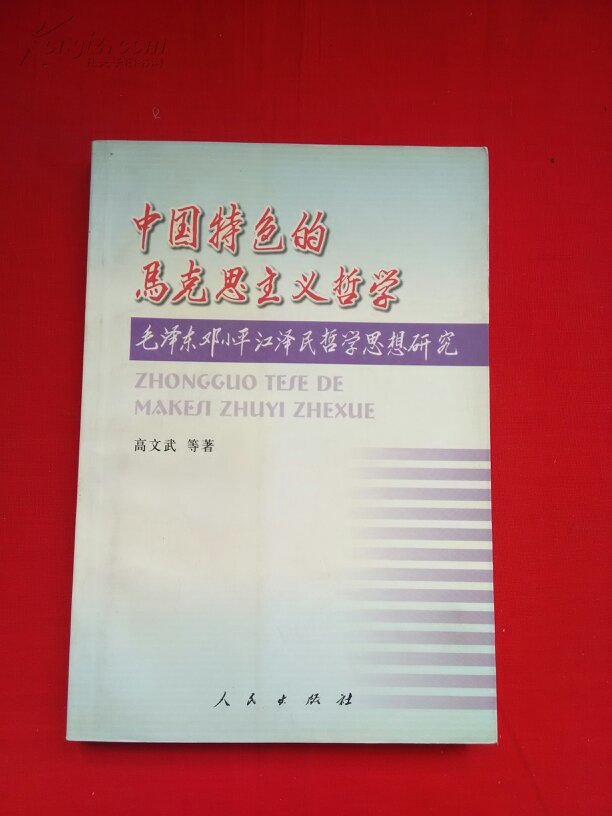 中国特色的
馬克思主义哲学
毛泽东邓小平江泽民哲学思想研究
ZHONGGUO TESE DE
MAKESI ZHUYI ZHEXUE
高文武 等著
人民出版社